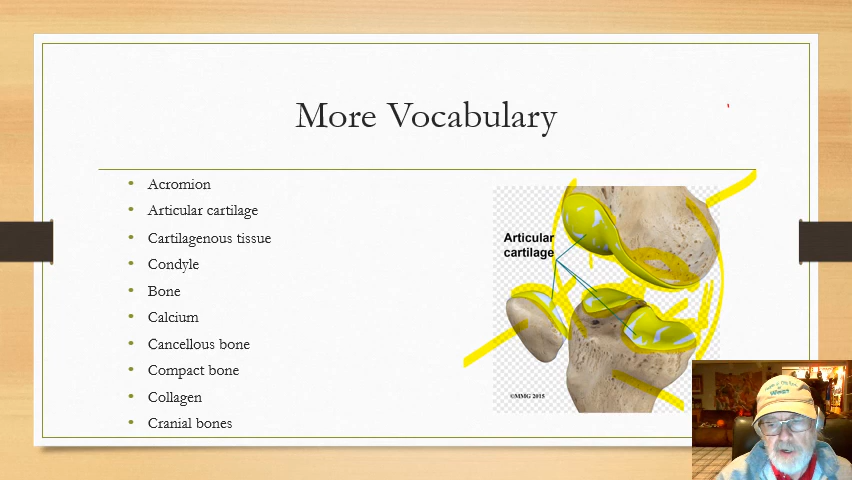 More Vocabulary
Acromion
Articular cartilage
Cartilagenous tissue
Condyle
Bone
Calcium
Cancellous bone
Compact bone
Collagen
Cranial bones
Articular
cartilage
©MMG 2015